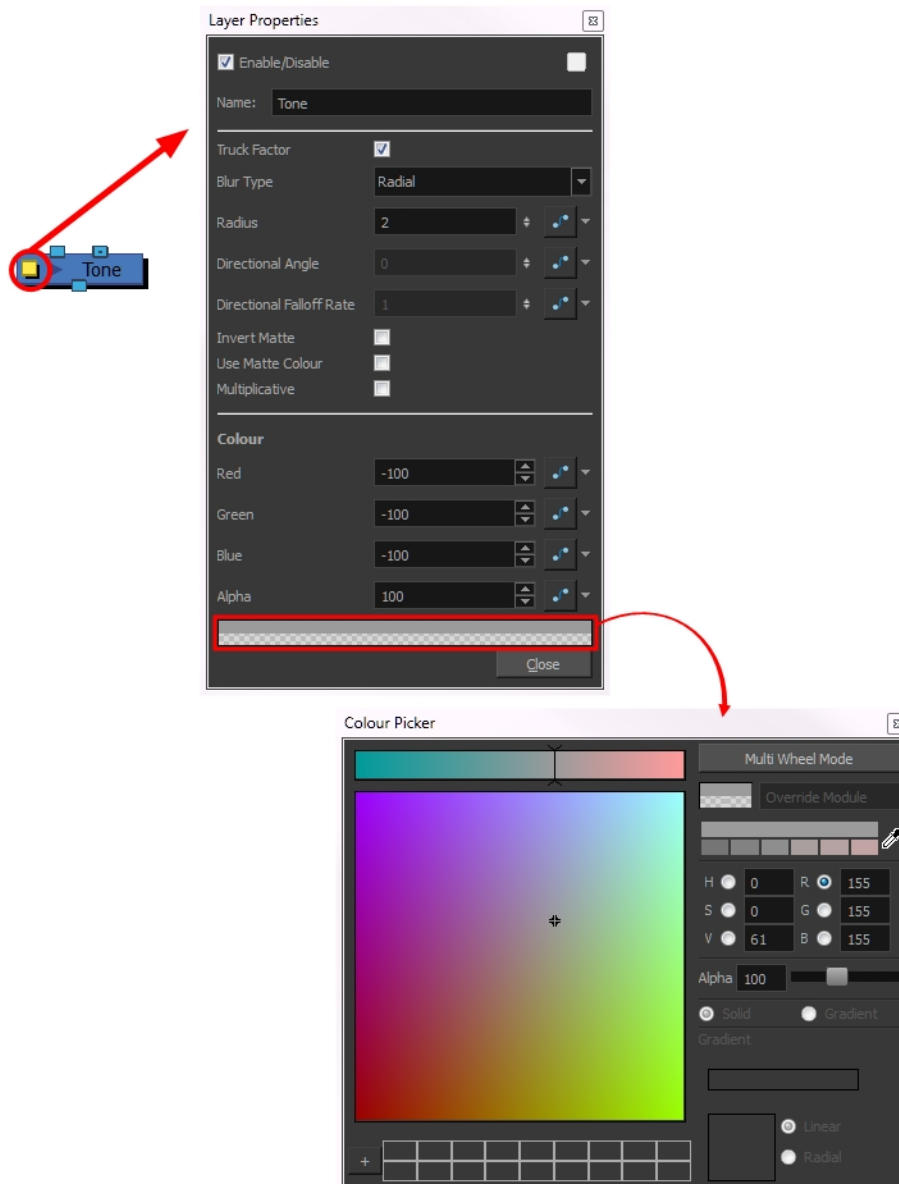 Layer Properties
Enable/Disable
Name: Tone
Truck Factor
Blur Type Radial
Radius 2
Directional Angle 0
Directional Falloff Rate 1
Invert Matte
Use Matte Colour
Multiplicative
Colour
Red -100
Green -100
Blue -100
Alpha 100
Close
Tone
Colour Picker
Multi Wheel Mode
Override Module
H 0 R 155
S 0 G 155
V 61 B 155
Alpha 100
Solid Gradient
Gradient
Linear
Radial
+